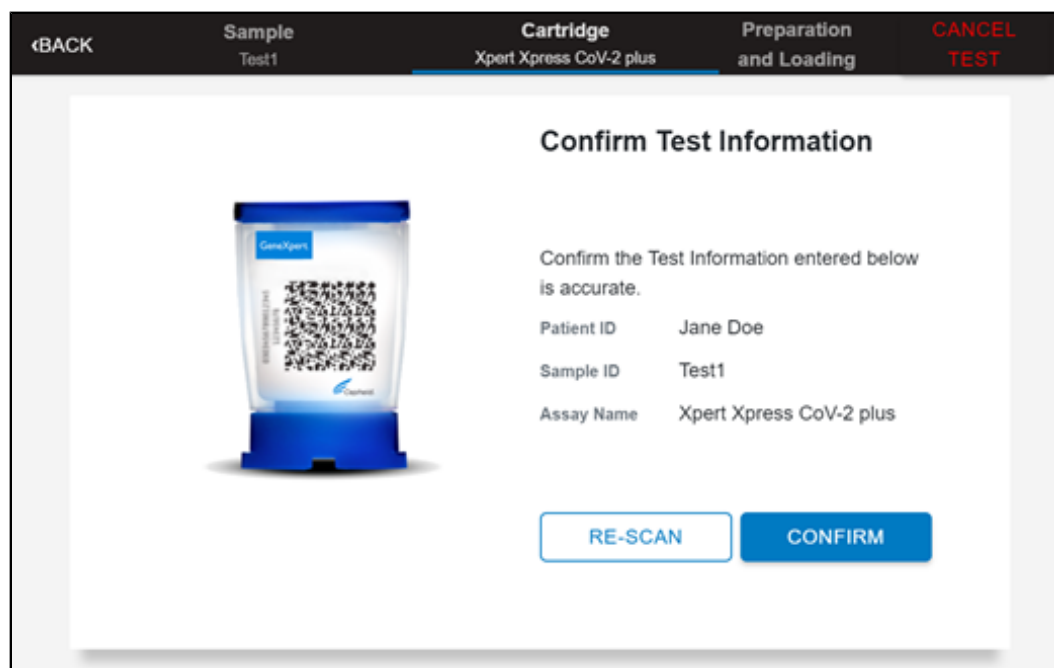 ‹BACK
Sample
Test1
Cartridge
Xpert Xpress CoV-2 plus
Preparation
and Loading
CANCEL
TEST
Confirm Test Information
GeneXpert
Cepheid
Confirm the Test Information entered below
is accurate.
Patient ID Jane Doe
Sample ID Test1
Assay Name Xpert Xpress CoV-2 plus
RE-SCAN
CONFIRM